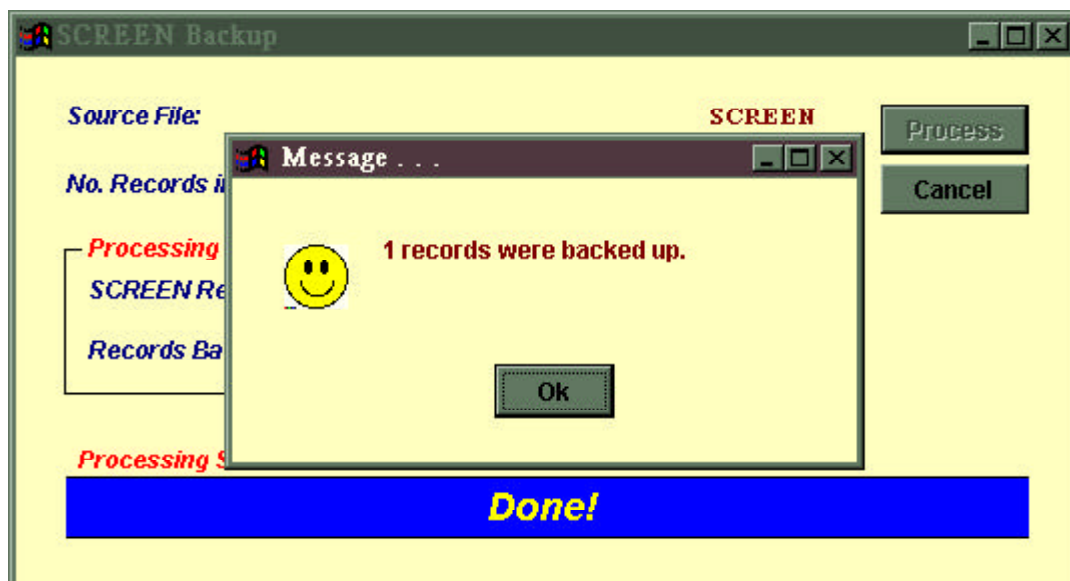 SCREEN Backup
Source File: SCREEN
Process
Message . . .
No. Records i
Cancel
Processing
1 records were backed up.
SCREEN Re
Records Ba
Ok
Processing
Done!